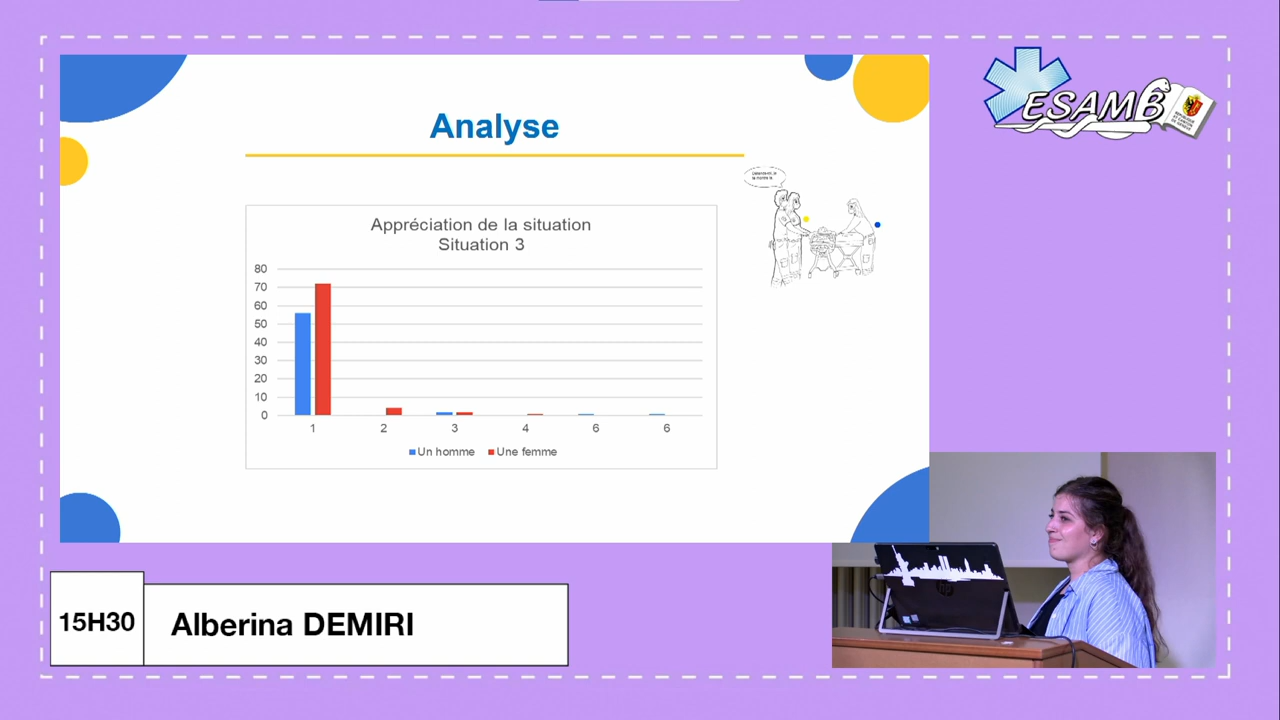 Analyse
Appréciation de la situation
Situation 3
80
70
60
50
40
30
20
10
0
1 2 3 4 6 6
Un homme Une femme
ESAMB
15H30
Alberina DEMIRI
hp